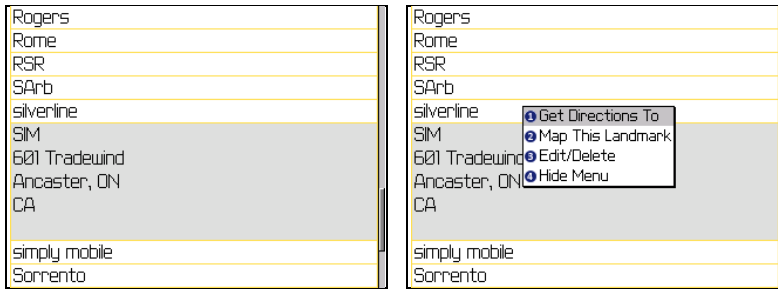 Rogers
Rome
RSR
SArb
silverline
SIM
601 Tradewind
Ancaster, ON
CA
simply mobile
Sorrento
Rogers
Rome
RSR
SArb
silverline
SIM
601 Tradewind
Ancaster, ON
CA
simply mobile
Sorrento
1 Get Directions To
2 Map This Landmark
3 Edit/Delete
4 Hide Menu